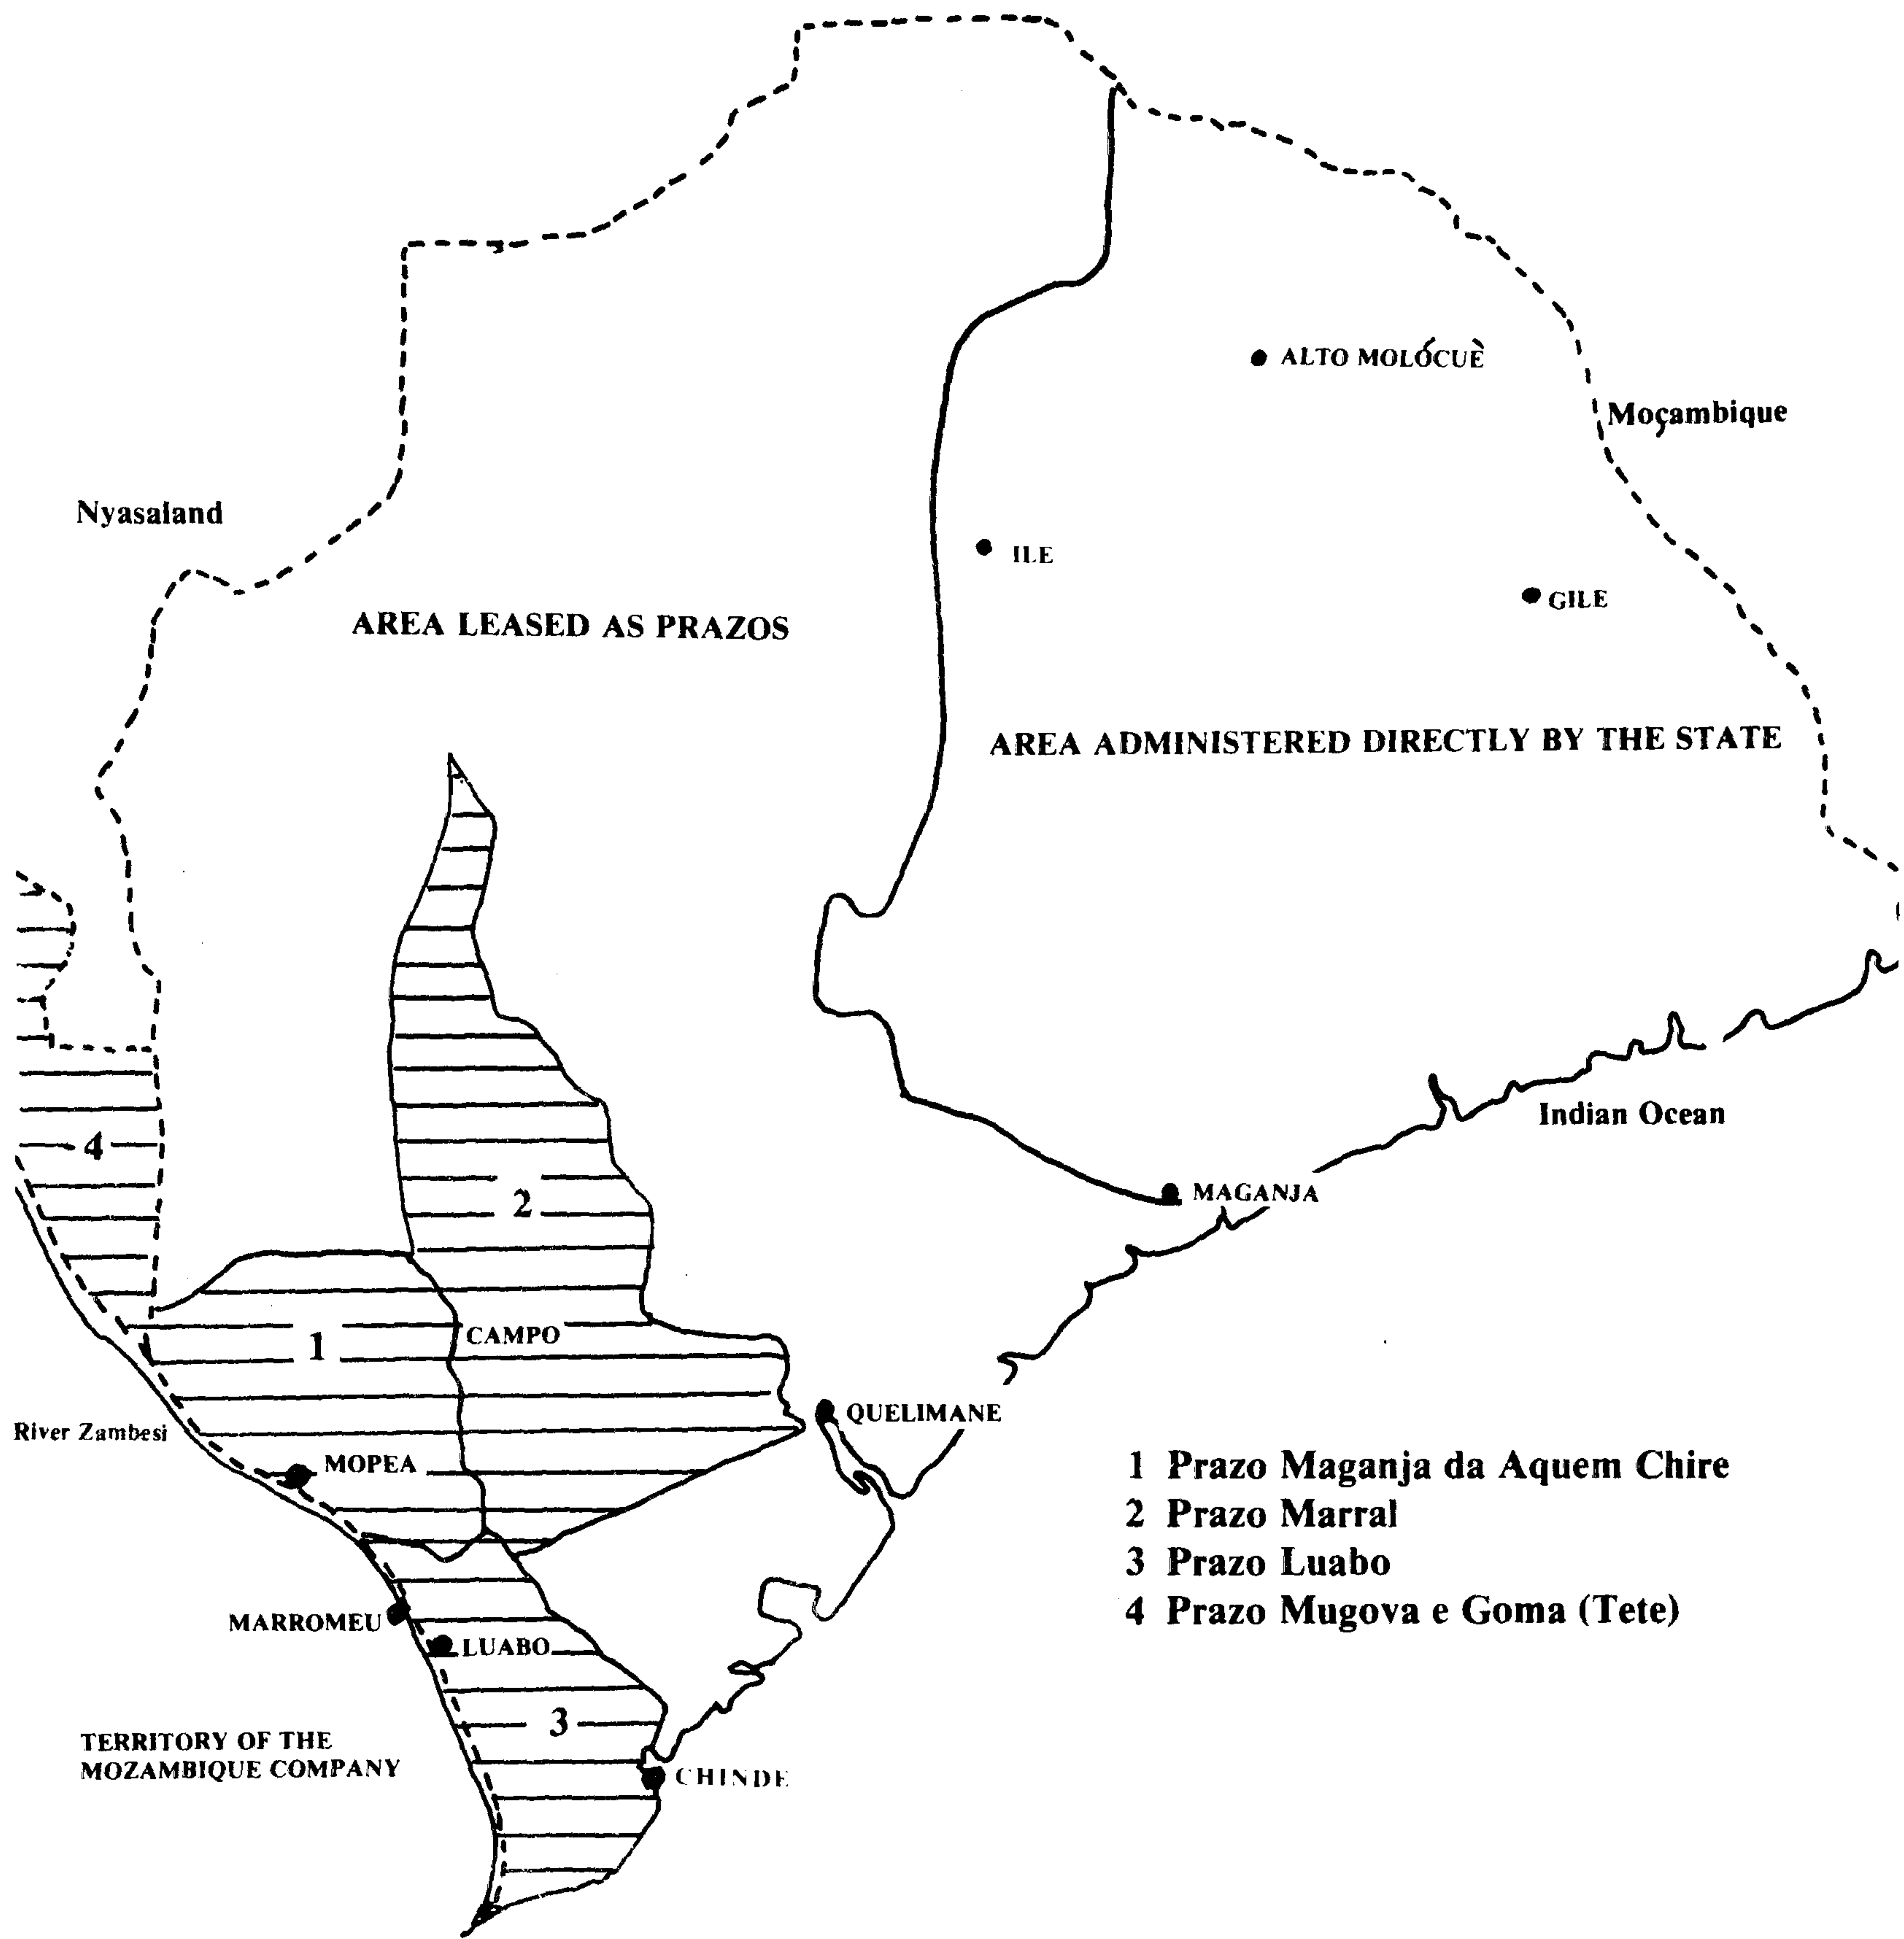 ALTO MOLÓCUÈ
Moçambique
Nyasaland
ILE
GILE
AREA LEASED AS PRAZOS
AREA ADMINISTERED DIRECTLY BY THE STATE
Indian Ocean
4
2
MAGANJA
1
CAMPO
QUELIMANE
River Zambesi
MOPEA
1 Prazo Maganja da Aquem Chire
2 Prazo Marral
3 Prazo Luabo
4 Prazo Mugova e Goma (Tete)
MARROMEU
LUABO
3
TERRITORY OF THE
MOZAMBIQUE COMPANY
CHINDE